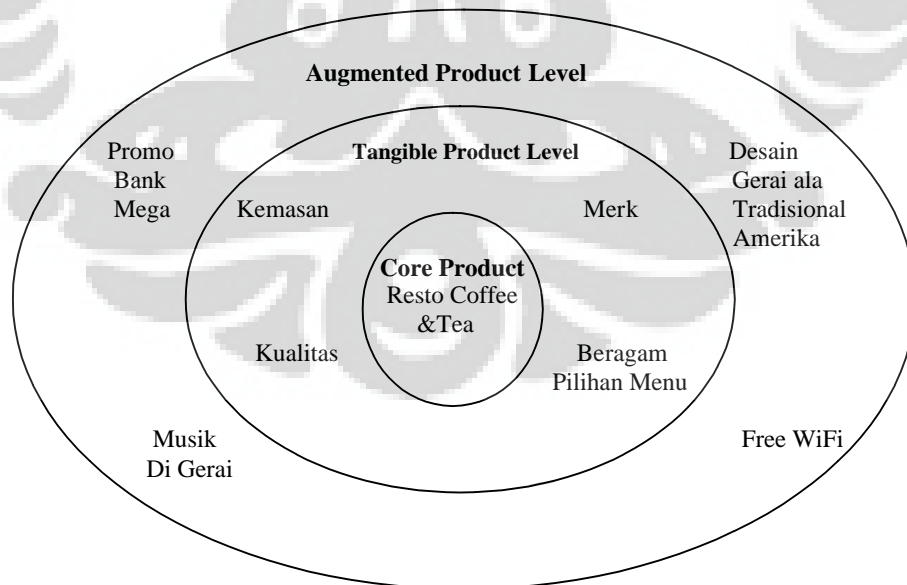 Augmented Product Level
Promo
Bank
Mega
Tangible Product Level
Desain
Gerai ala
Tradisional
Amerika
Kemasan
Merk
Core Product
Resto Coffee
&Tea
Kualitas
Beragam
Pilihan Menu
Musik
Di Gerai
Free WiFi